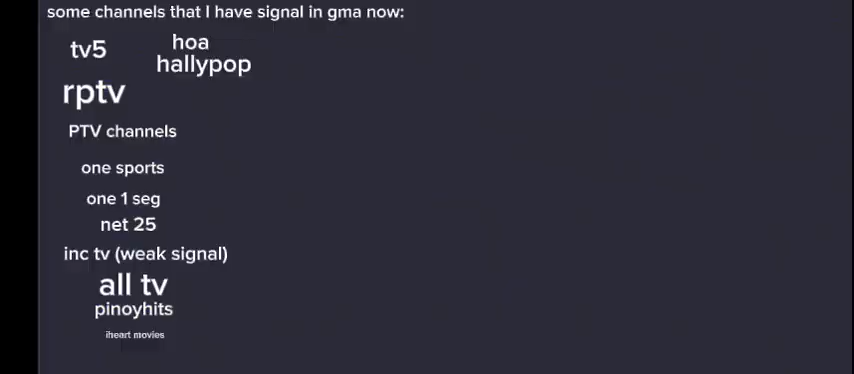 some channels that I have signal in gma now:
tv5
hoa
hallypop
rptv
PTV channels
one sports
one 1 seg
net 25
inc tv (weak signal)
all tv
pinoyhits
iheart movies